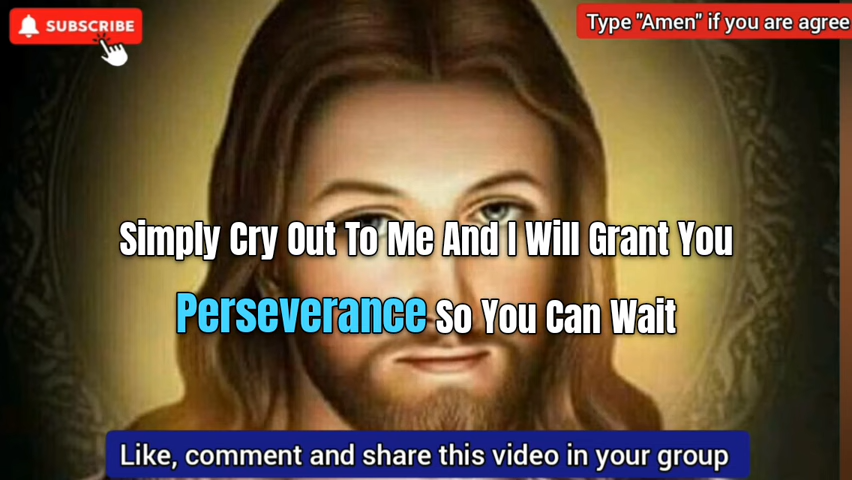 SUBSCRIBE
Type "Amen" if you are agree
Simply Cry Out To Me And I Will Grant You
Perseverance So You Can Wait
Like, comment and share this video in your group